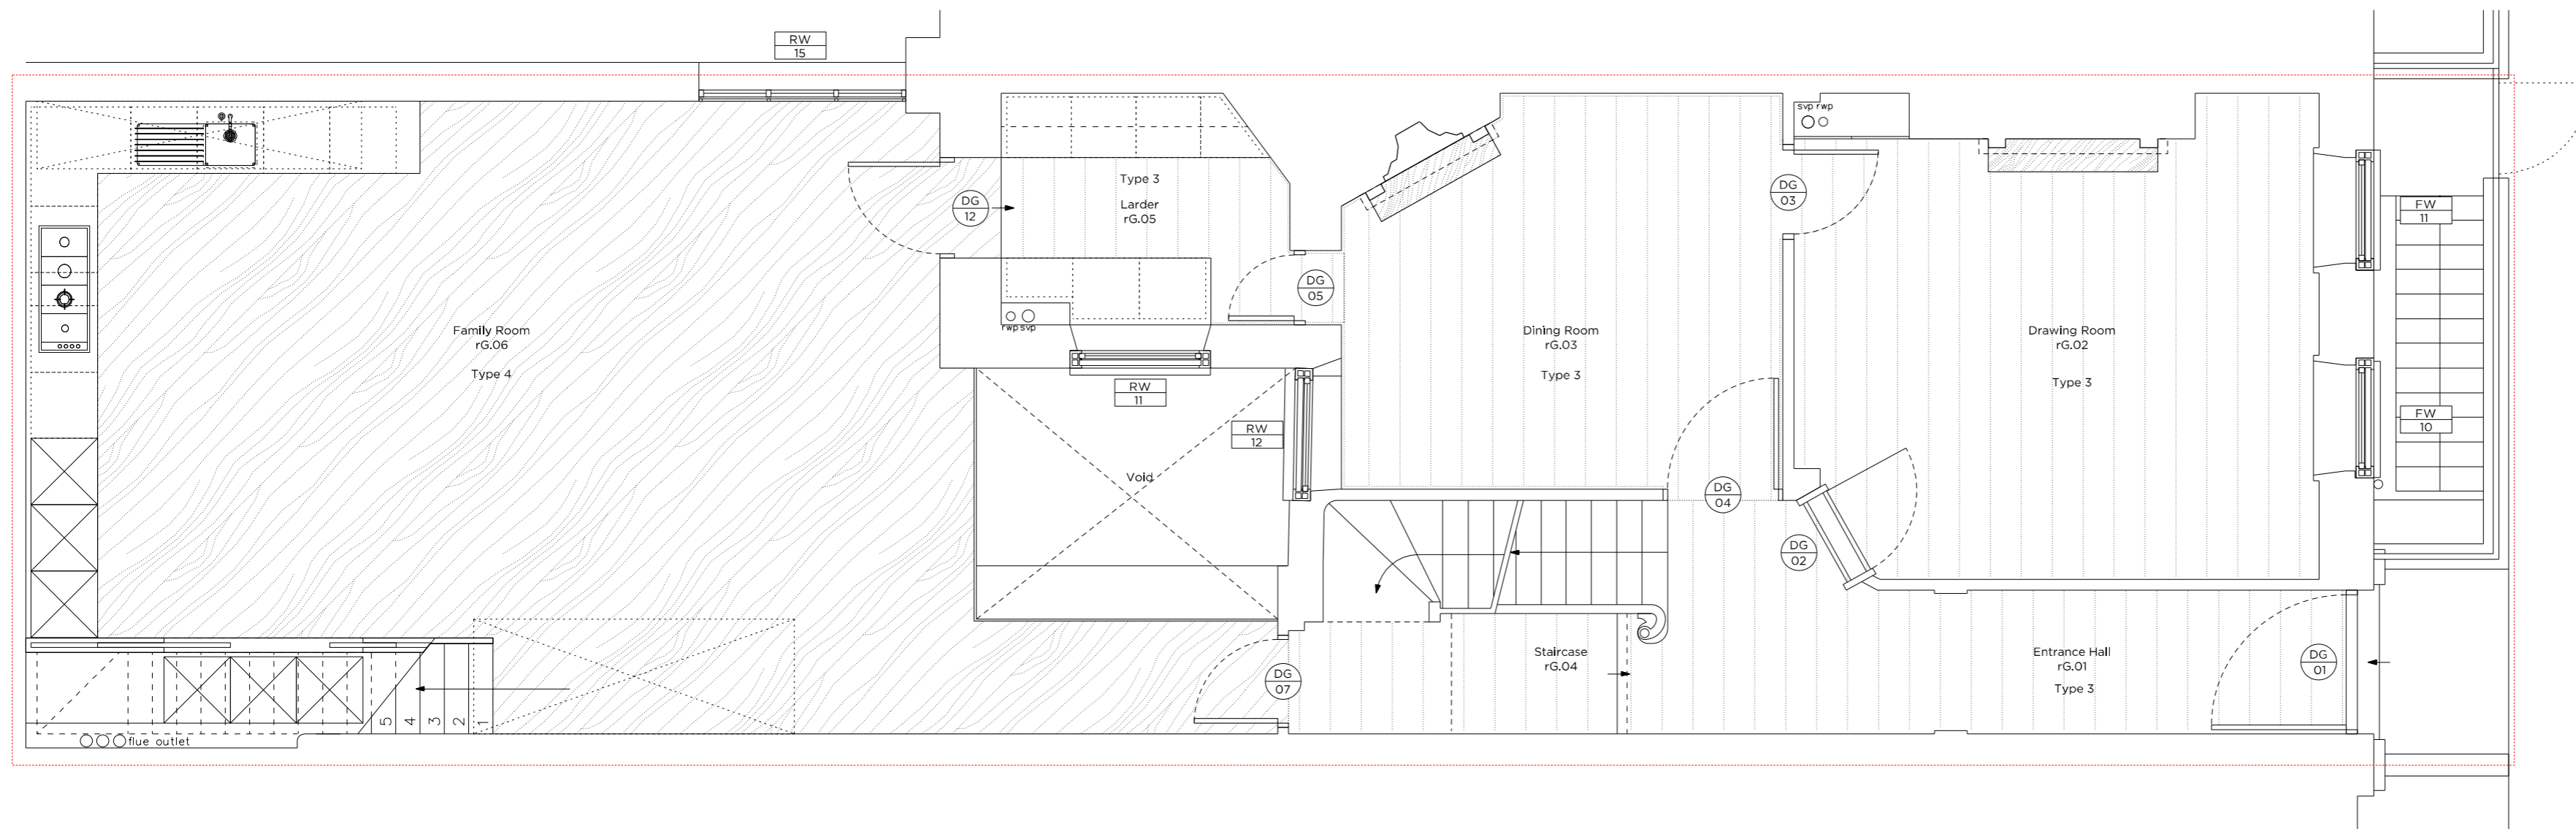 RW
15
svp rwp
Type 3
Larder
rG.05
DG
12
DG
03
FW
11
DG
05
rwp svp
Family Room
rG.06
Type 4
Dining Room
rG.03
Type 3
Drawing Room
rG.02
Type 3
RW
11
RW
12
FW
10
Void
DG
04
DG
02
Staircase
rG.04
Entrance Hall
rG.01
Type 3
DG
07
DG
01
5 4 3 2 1
flue outlet